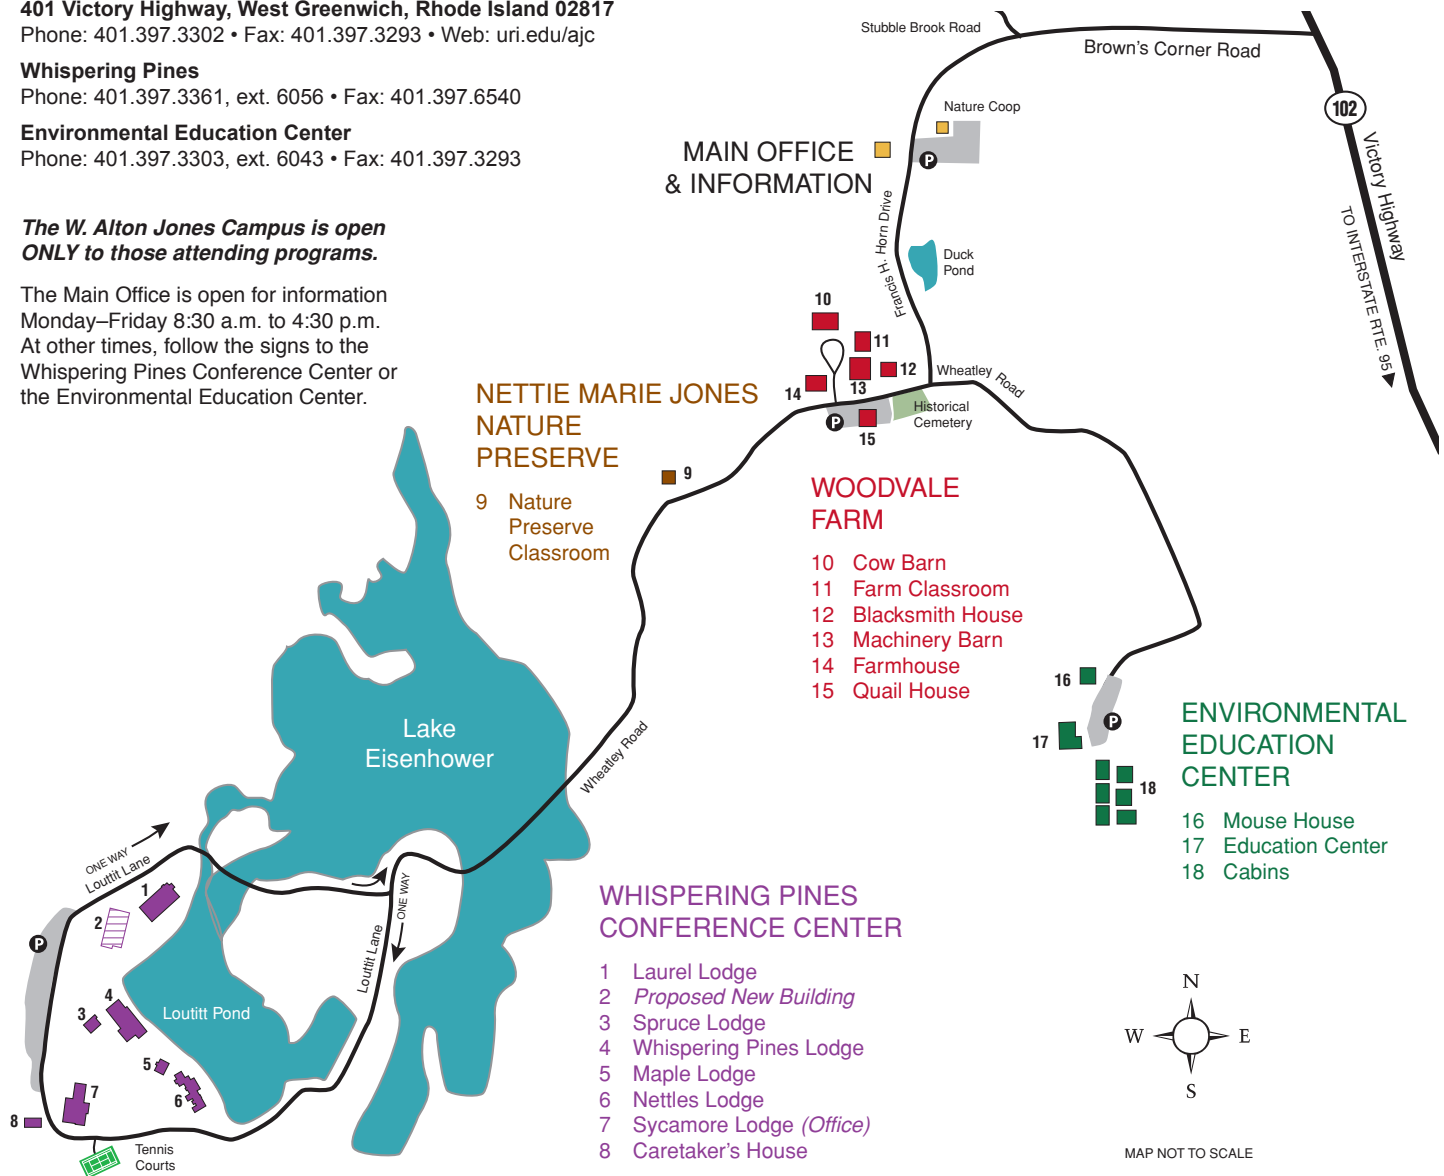 401 Victory Highway, West Greenwich, Rhode Island 02817
Phone: 401.397.3302 • Fax: 401.397.3293 • Web: uri.edu/ajc
Whispering Pines
Phone: 401.397.3361, ext. 6056 • Fax: 401.397.6540
Environmental Education Center
Phone: 401.397.3303, ext. 6043 • Fax: 401.397.3293
The W. Alton Jones Campus is open
ONLY to those attending programs.
The Main Office is open for information
Monday–Friday 8:30 a.m. to 4:30 p.m.
At other times, follow the signs to the
Whispering Pines Conference Center or
the Environmental Education Center.
Stubble Brook Road
Brown's Corner Road
102
Victory Highway
TO INTERSTATE RTE. 95
Nature Coop
P
MAIN OFFICE
& INFORMATION
Francis H. Horn Drive
Duck
Pond
10
11
12
13
14
15
P
Wheatley Road
Historical
Cemetery
NETTIE MARIE JONES
NATURE
PRESERVE
9 Nature
Preserve
Classroom
9
WOODVALE
FARM
10 Cow Barn
11 Farm Classroom
12 Blacksmith House
13 Machinery Barn
14 Farmhouse
15 Quail House
16
P
17
18
ENVIRONMENTAL
EDUCATION
CENTER
16 Mouse House
17 Education Center
18 Cabins
Lake
Eisenhower
Wheatley Road
ONE WAY
Louttit Lane
1
2
P
ONE WAY
Louttit Lane
4
3
Loutitt Pond
5
6
7
8
Tennis
Courts
WHISPERING PINES
CONFERENCE CENTER
1 Laurel Lodge
2 Proposed New Building
3 Spruce Lodge
4 Whispering Pines Lodge
5 Maple Lodge
6 Nettles Lodge
7 Sycamore Lodge (Office)
8 Caretaker's House
N
W E
S
MAP NOT TO SCALE